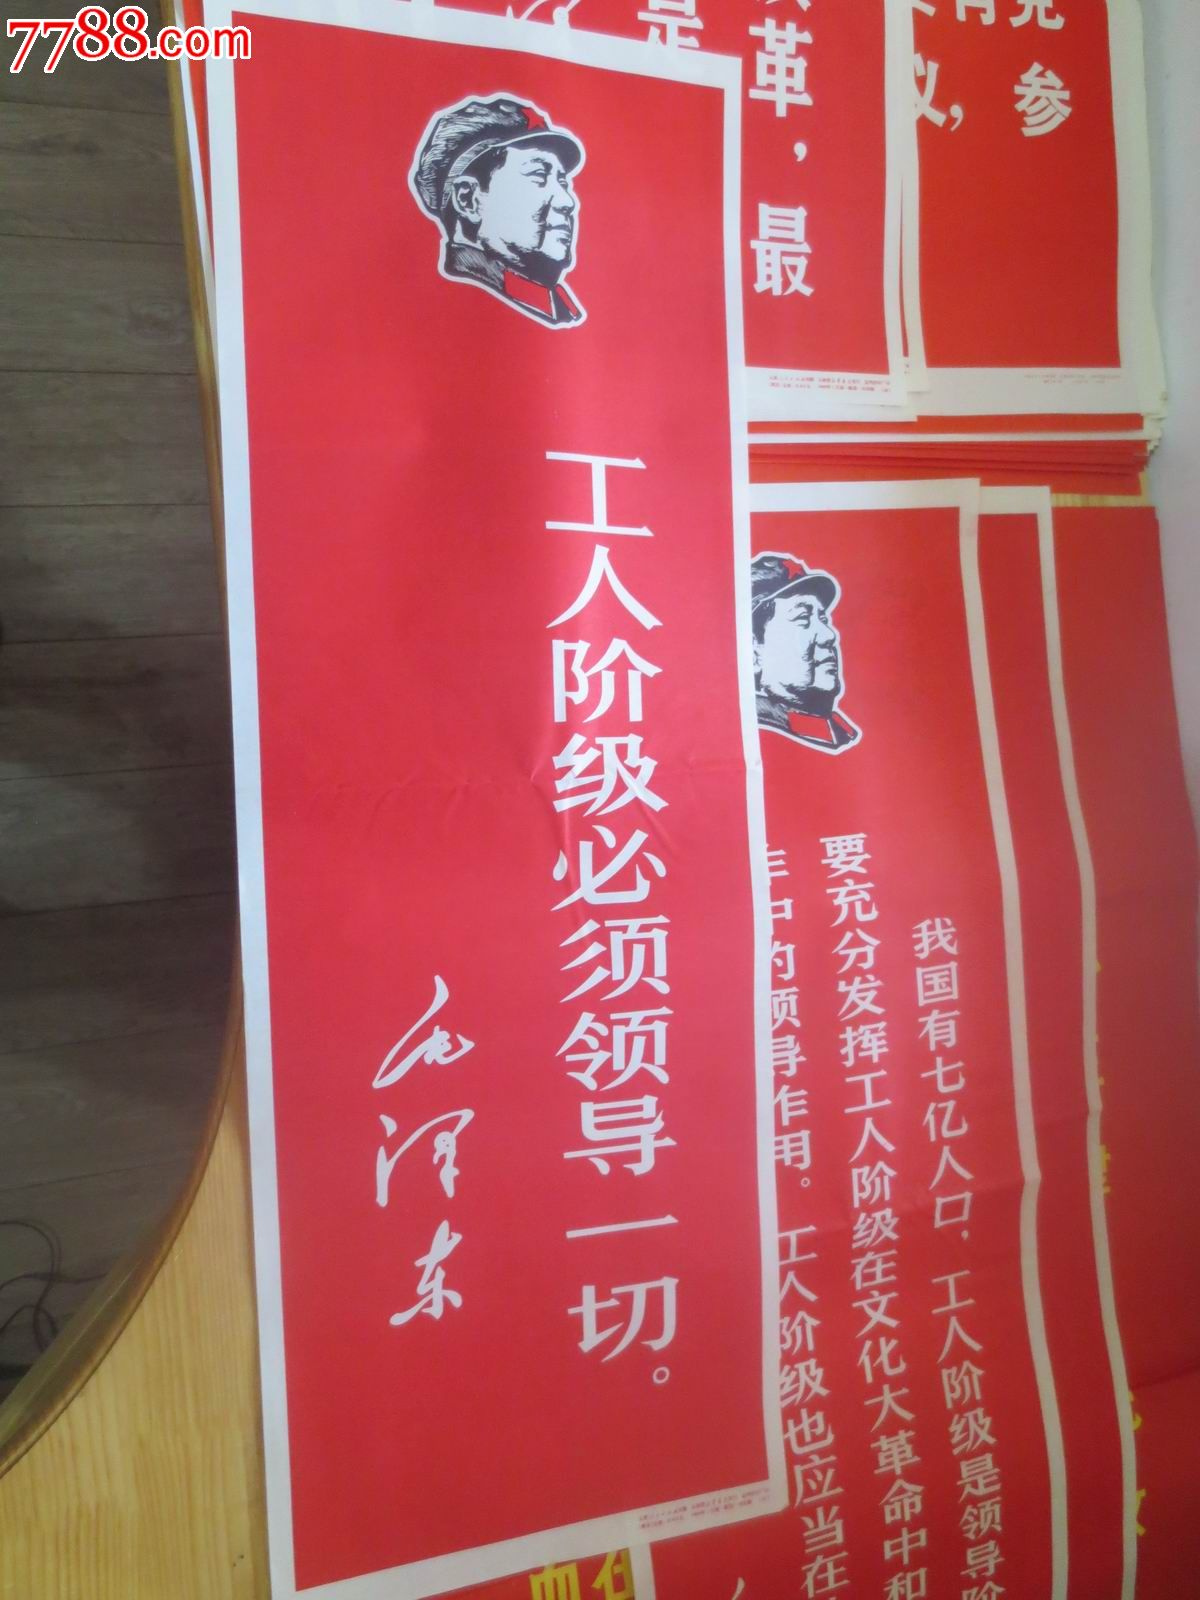 7788.com
是
革，最
参
工人阶级必须领导一切。
毛泽东
我国有七亿人口，工人阶级是领导阶
要充分发挥工人阶级在文化大革命中和
中的领导作用。工人阶级也应当在